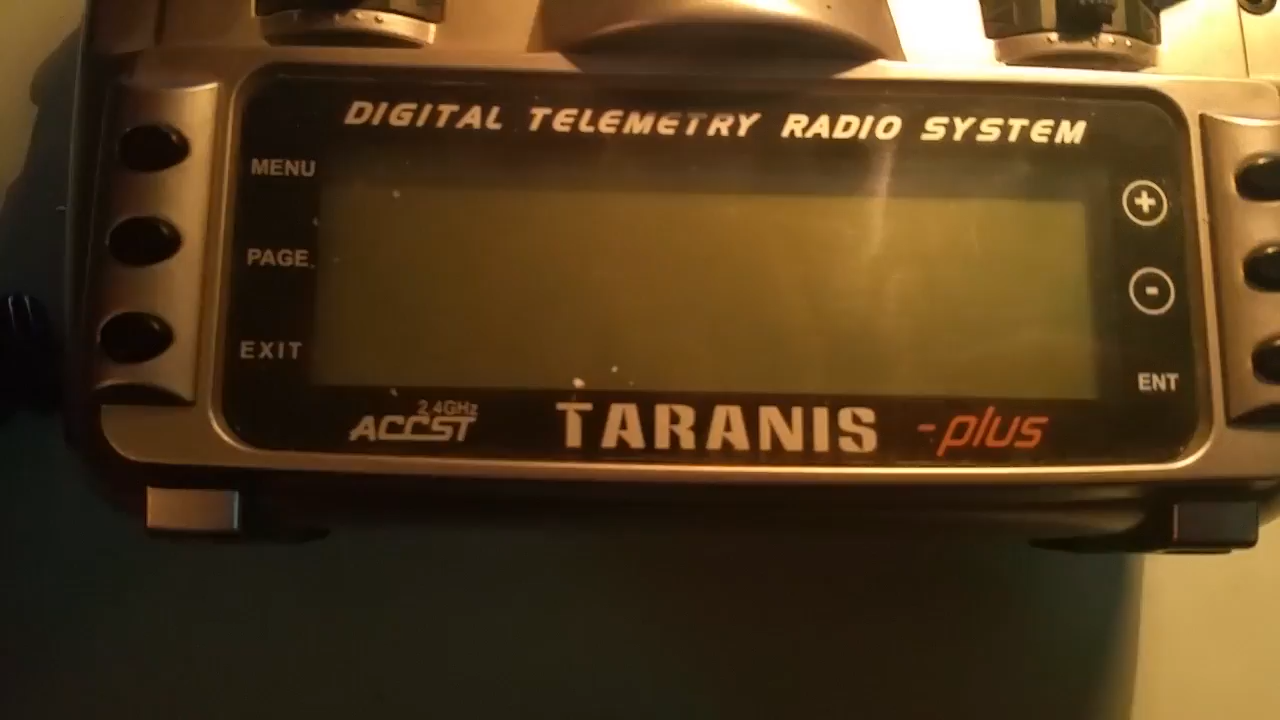 DIGITAL TELEMETRY RADIO SYSTEM
MENU
+
PAGE
-
EXIT
ENT
2.4GHz
ACCST
TARANIS -plus